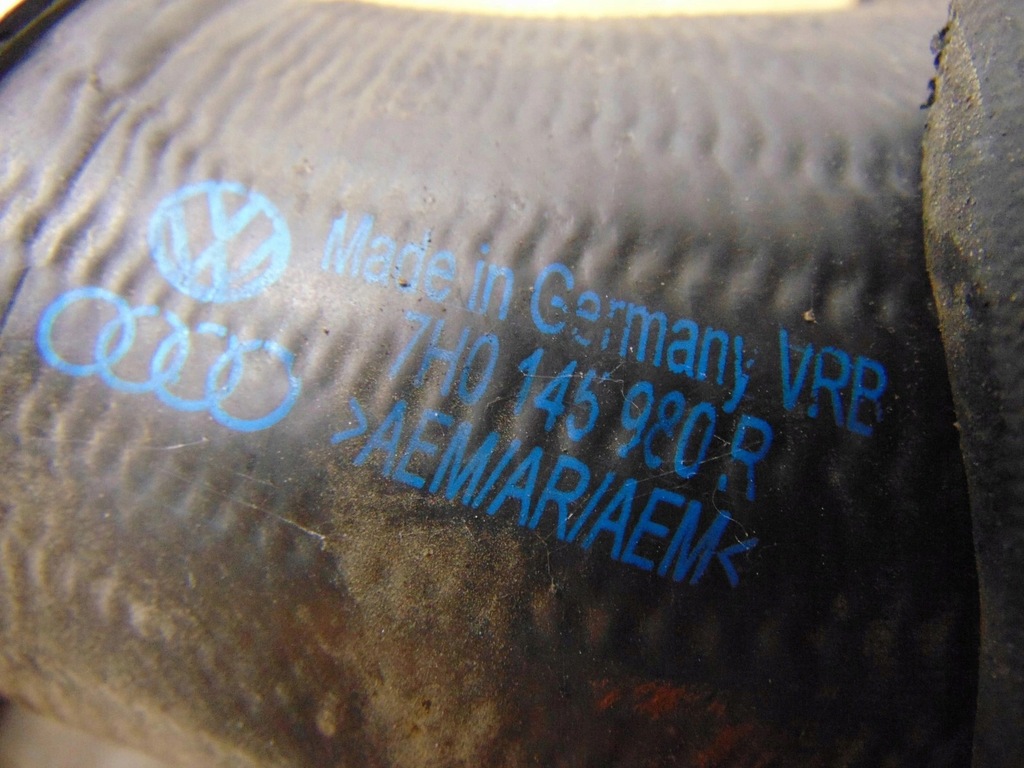 Made in Germany VRB
7H0 145 980 R
>AEM/AR/AEM<